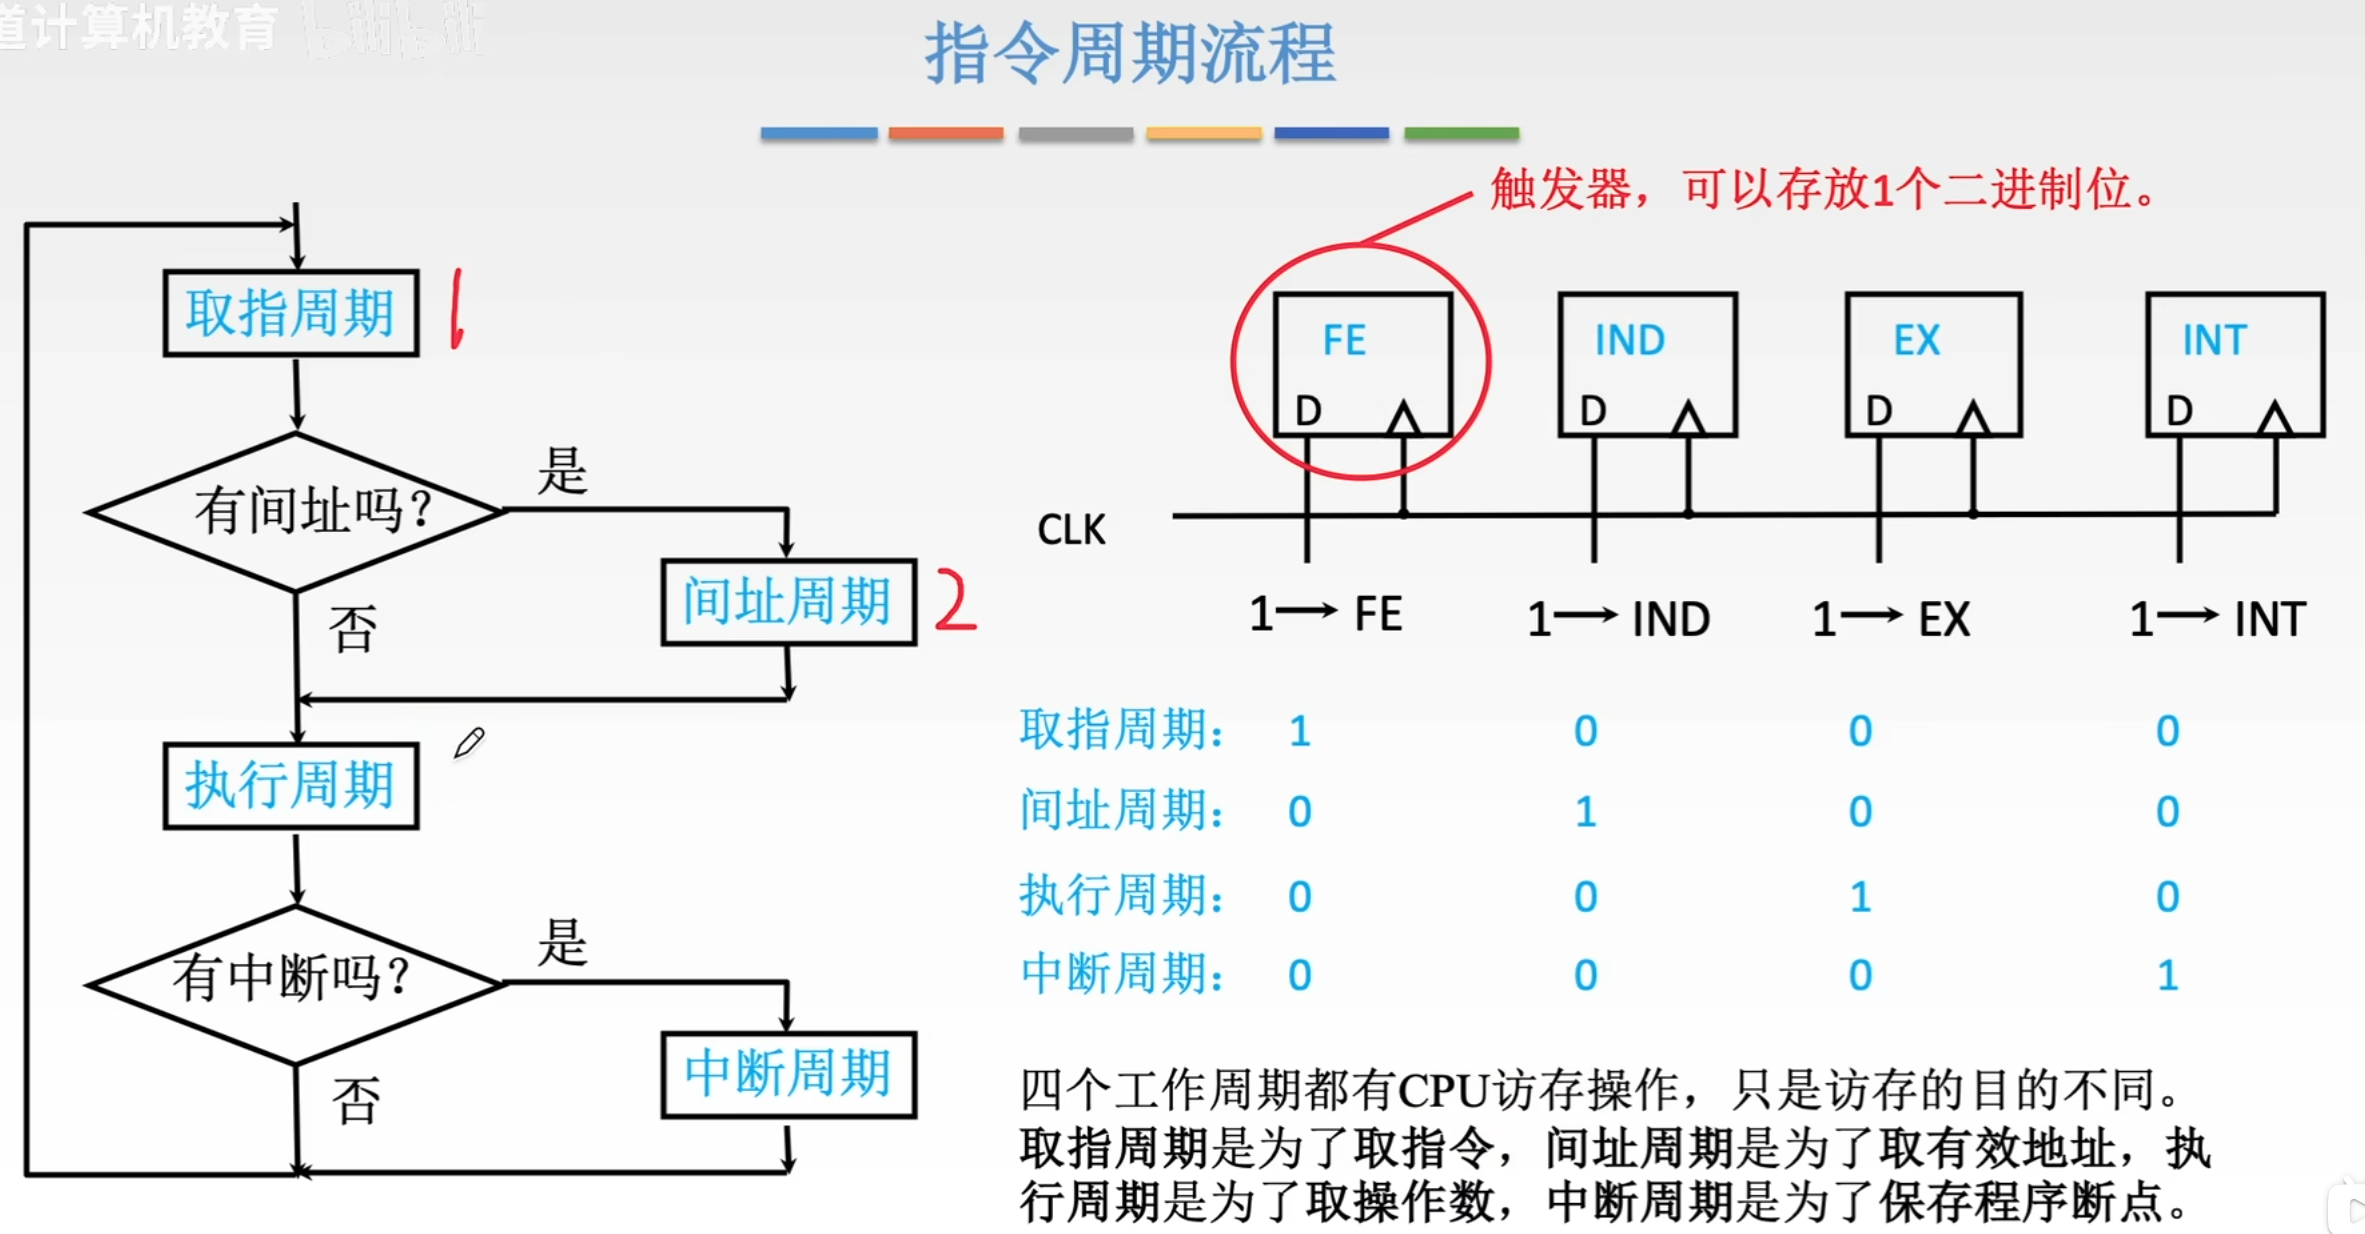 道计算机教育 bilibili
指令周期流程
触发器，可以存放1个二进制位。
取指周期
1
有间址吗？
是
间址周期
2
否
执行周期
有中断吗？
是
中断周期
否
FE IND EX INT
D D D D
CLK
1→ FE 1→ IND 1→ EX 1→ INT
取指周期： 1 0 0 0
间址周期： 0 1 0 0
执行周期： 0 0 1 0
中断周期： 0 0 0 1
四个工作周期都有CPU访存操作，只是访存的目的不同。
取指周期是为了取指令，间址周期是为了取有效地址，执
行周期是为了取操作数，中断周期是为了保存程序断点。